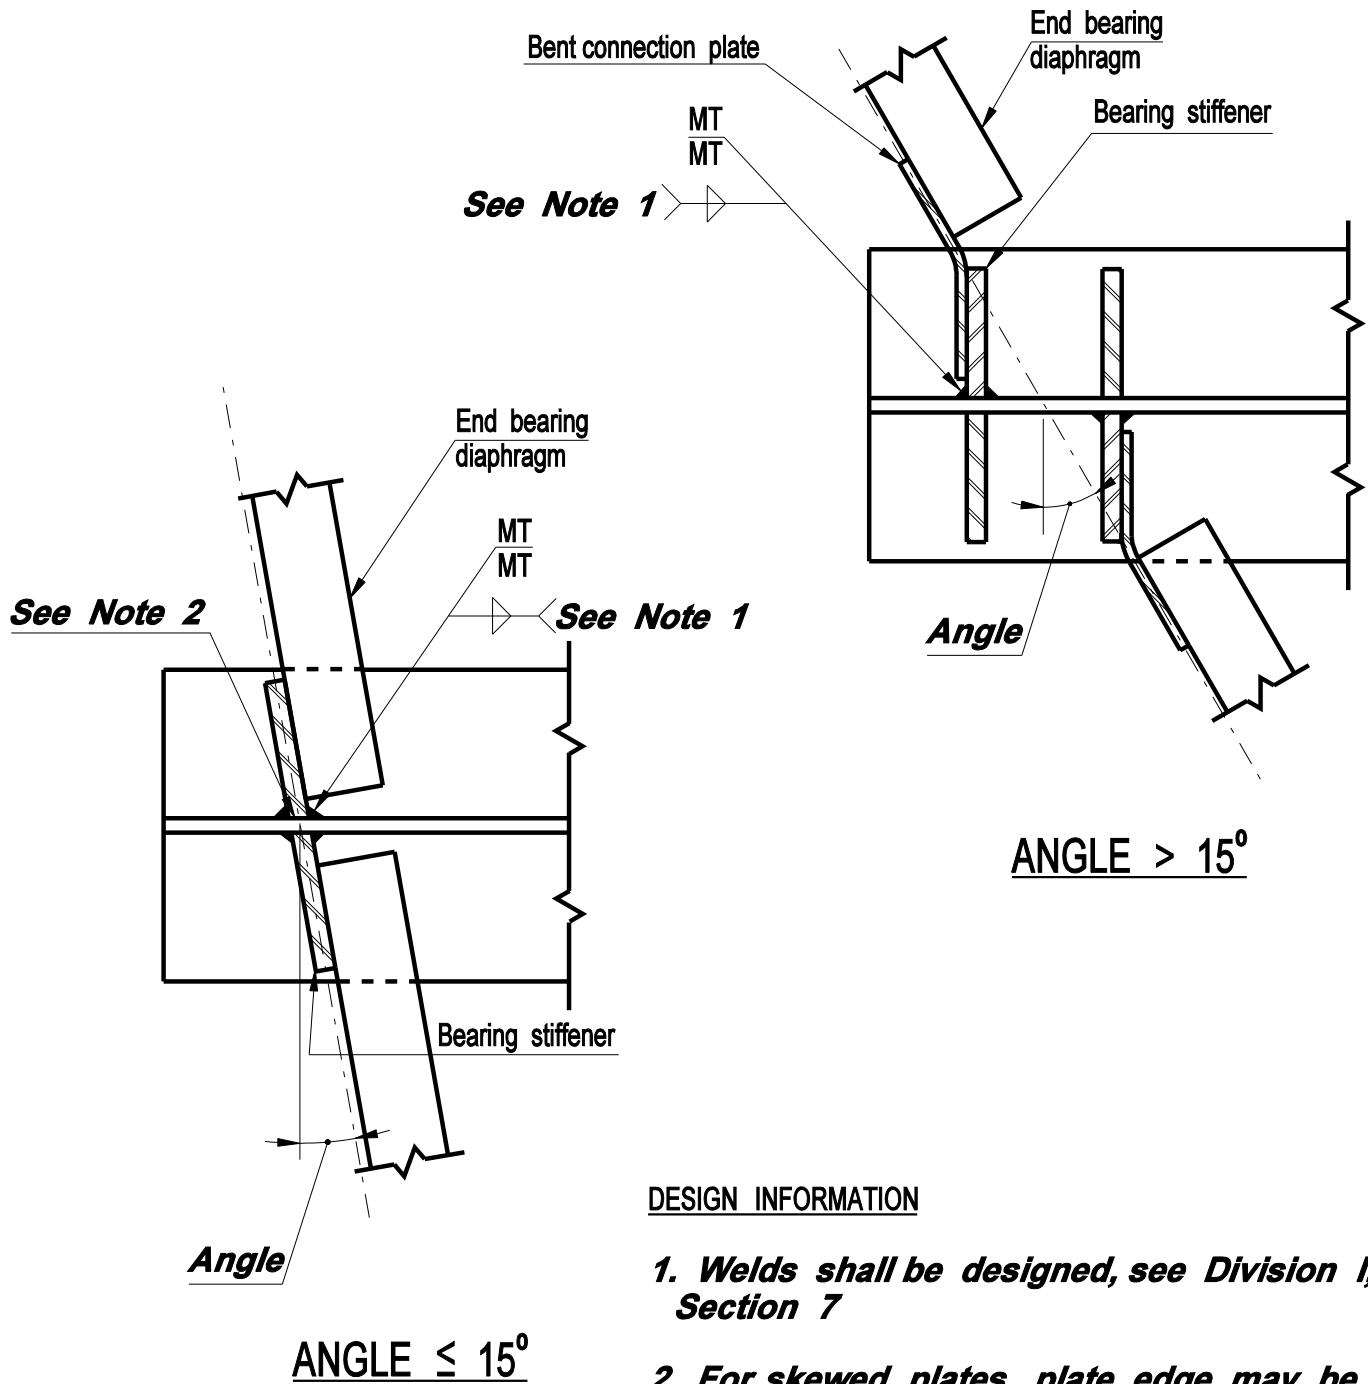 Bent connection plate
End bearing
diaphragm
Bearing stiffener
MT
MT
See Note 1
Angle
ANGLE > 15°
End bearing
diaphragm
MT
MT
See Note 2
See Note 1
Bearing stiffener
Angle
ANGLE ≤ 15°
DESIGN INFORMATION
1. Welds shall be designed, see Division I,
Section 7
2. For skewed plates, plate edge may be